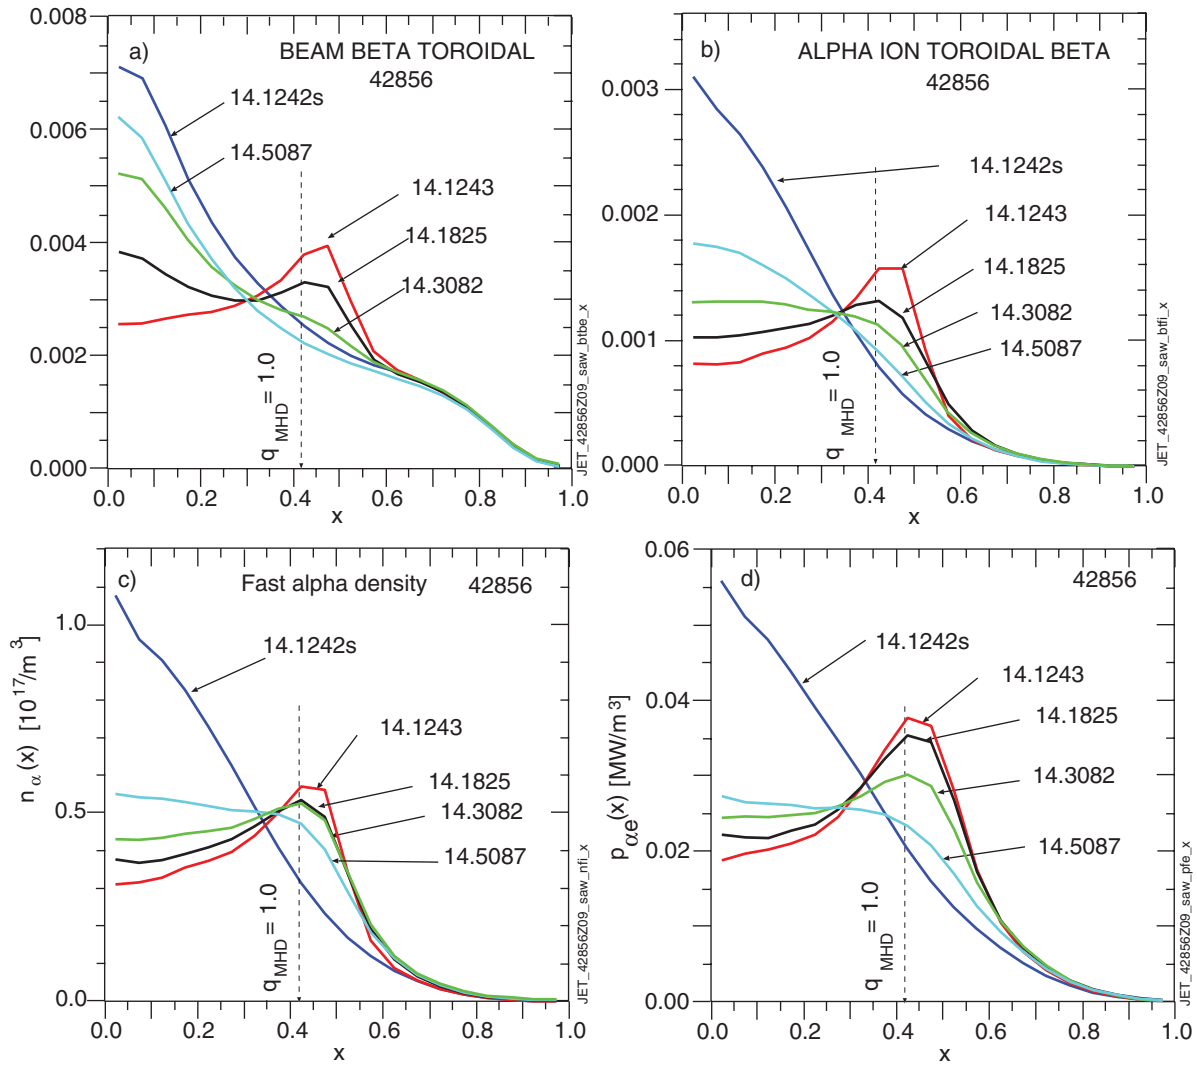 a)
BEAM BETA TOROIDAL
42856
14.1242s
14.5087
14.1243
14.1825
14.3082
q MHD = 1.0
0.008
0.006
0.004
0.002
0.000
0.0 0.2 0.4 0.6 0.8 1.0
x
JET_42856Z09_saw_btbe_x
b)
ALPHA ION TOROIDAL BETA
42856
14.1242s
14.1243
14.1825
14.3082
14.5087
q MHD = 1.0
0.003
0.002
0.001
0.000
0.0 0.2 0.4 0.6 0.8 1.0
x
JET_42856Z09_saw_btfi_x
c)
Fast alpha density
42856
14.1242s
14.1243
14.1825
14.3082
14.5087
qMHD = 1.0
nα(x) [10^17/m^3]
1.0
0.5
0.0
0.0 0.2 0.4 0.6 0.8 1.0
x
JET_42856Z09_saw_nfi_x
d)
42856
14.1242s
14.1243
14.1825
14.3082
14.5087
qMHD = 1.0
pαe(x) [MW/m^3]
0.06
0.04
0.02
0.00
0.0 0.2 0.4 0.6 0.8 1.0
x
JET_42856Z09_saw_pfe_x